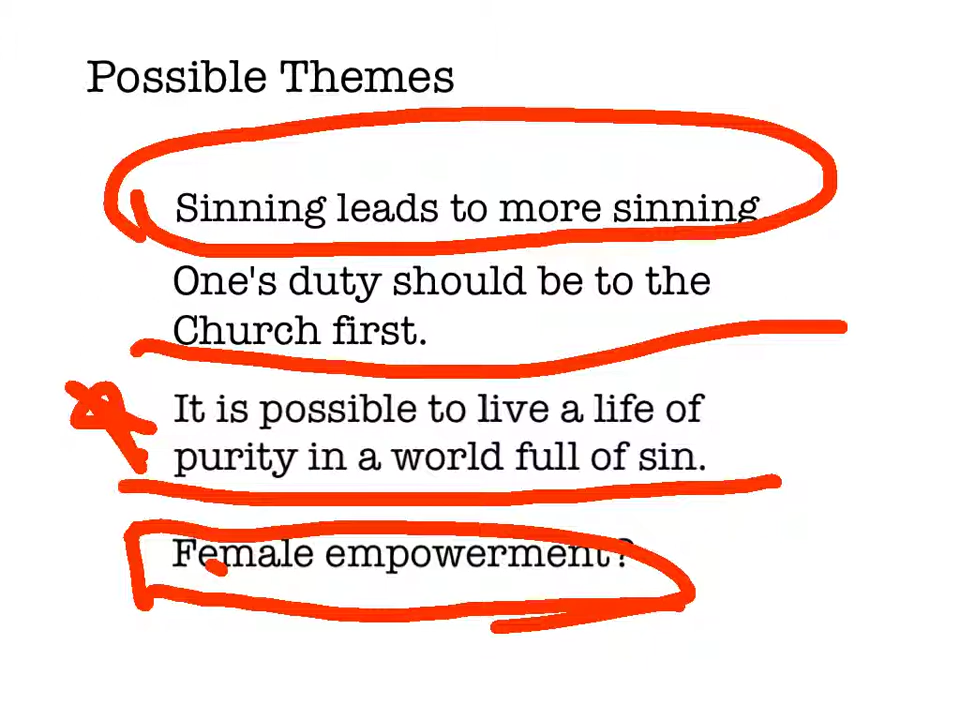 Possible Themes
Sinning leads to more sinning.
One's duty should be to the
Church first.
It is possible to live a life of
purity in a world full of sin.
Female empowerment?